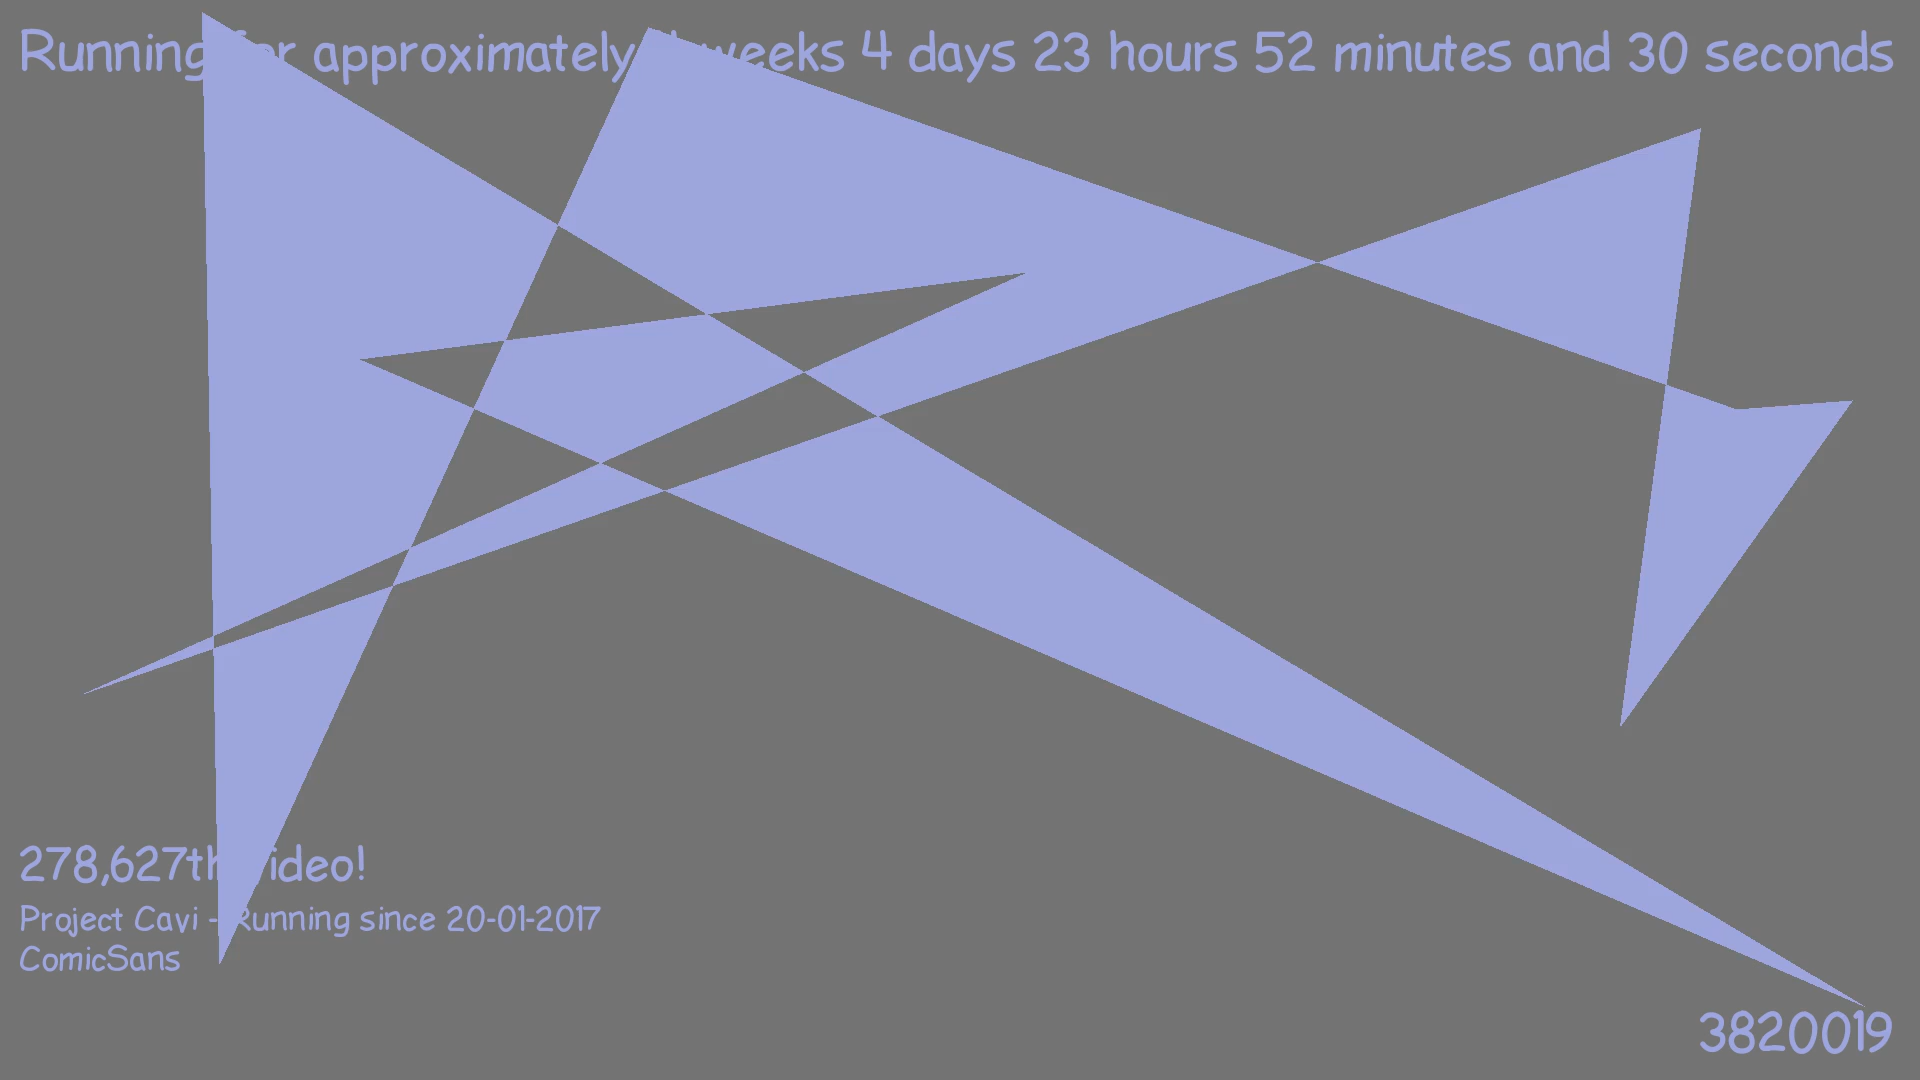 Running for approximately weeks 4 days 23 hours 52 minutes and 30 seconds
278,627th video!
Project Cavi - Running since 20-01-2017
ComicSans
3820019